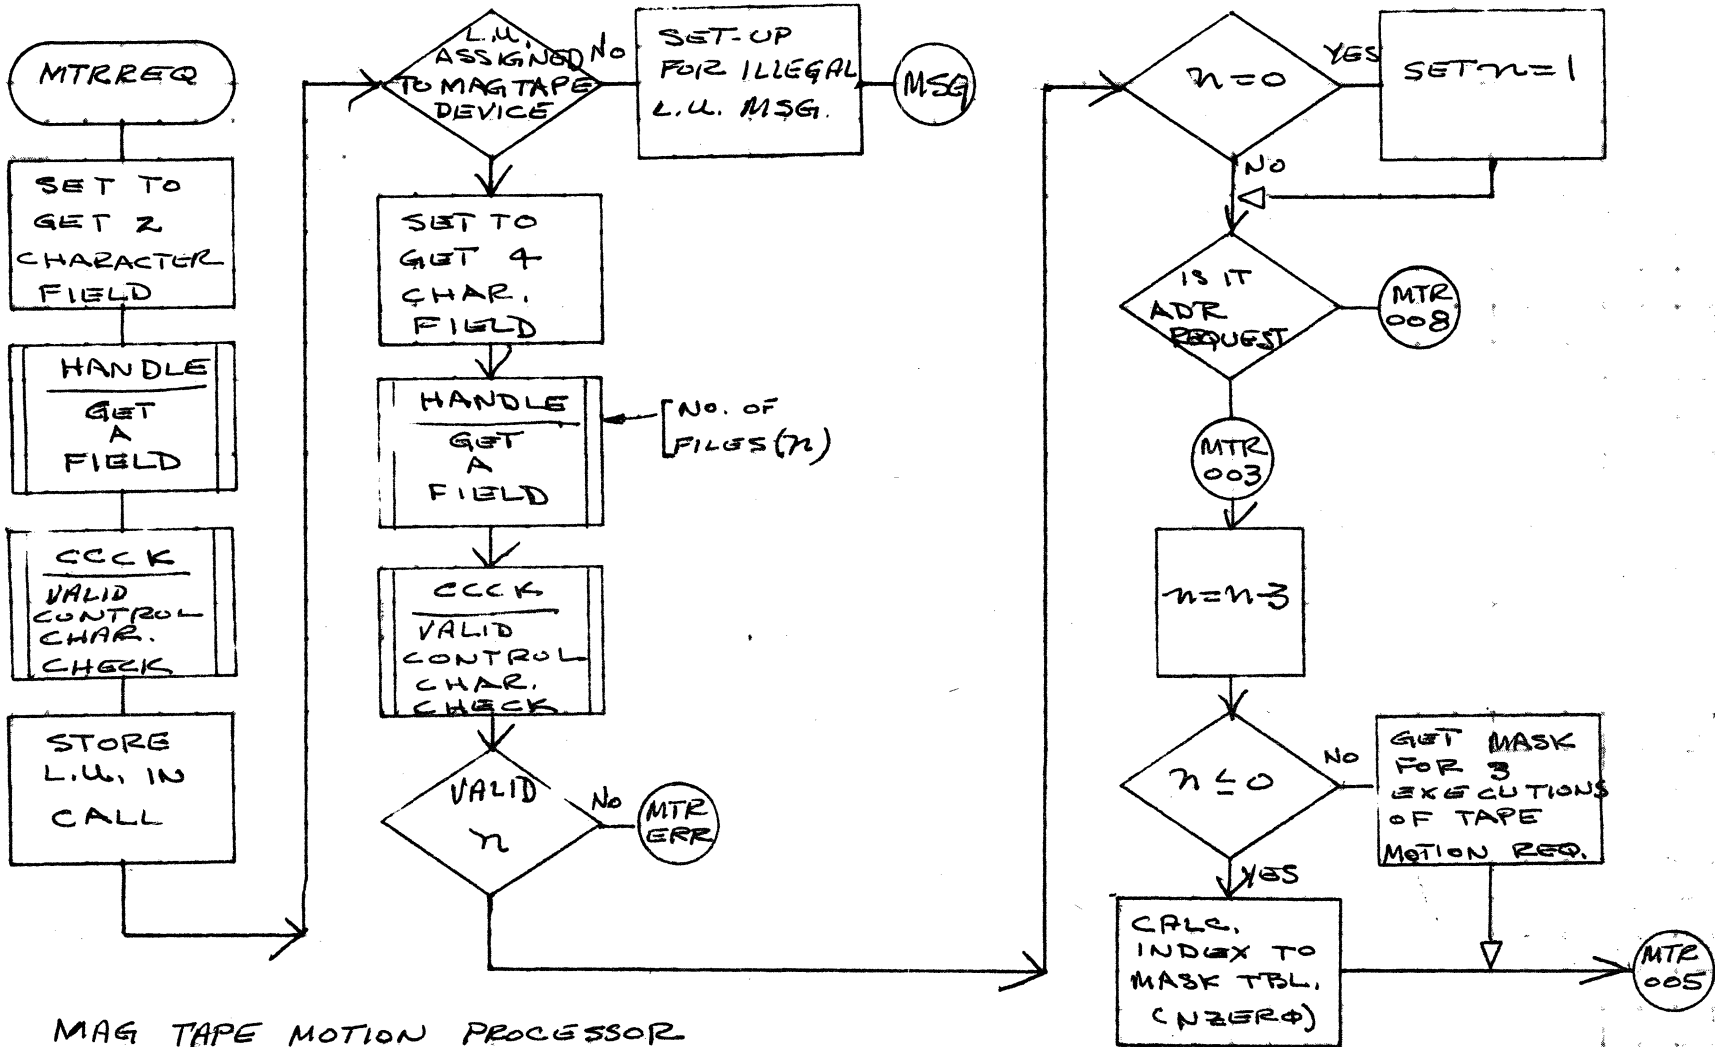 MTRREQ
SET TO
GET 2
CHARACTER
FIELD
HANDLE
GET
A
FIELD
CCCK
VALID
CONTROL
CHAR.
CHECK
STORE
L.U. IN
CALL
L.U.
ASSIGNED
TO MAG TAPE
DEVICE
NO
SET-UP
FOR ILLEGAL
L.U. MSG.
MSG
SET TO
GET 4
CHAR.
FIELD
HANDLE
GET
A
FIELD
NO. OF
FILES (n)
CCCK
VALID
CONTROL
CHAR.
CHECK
VALID
n
NO
MTR
ERR
n=0
YES
SET n=1
NO
IS IT
ADR
REQUEST
MTR
008
MTR
003
n=n-3
n≤0
NO
GET MASK
FOR 3
EXECUTIONS
OF TAPE
MOTION REQ.
YES
CALC.
INDEX TO
MASK TBL.
(NZERΦ)
MTR
005
MAG TAPE MOTION PROCESSOR